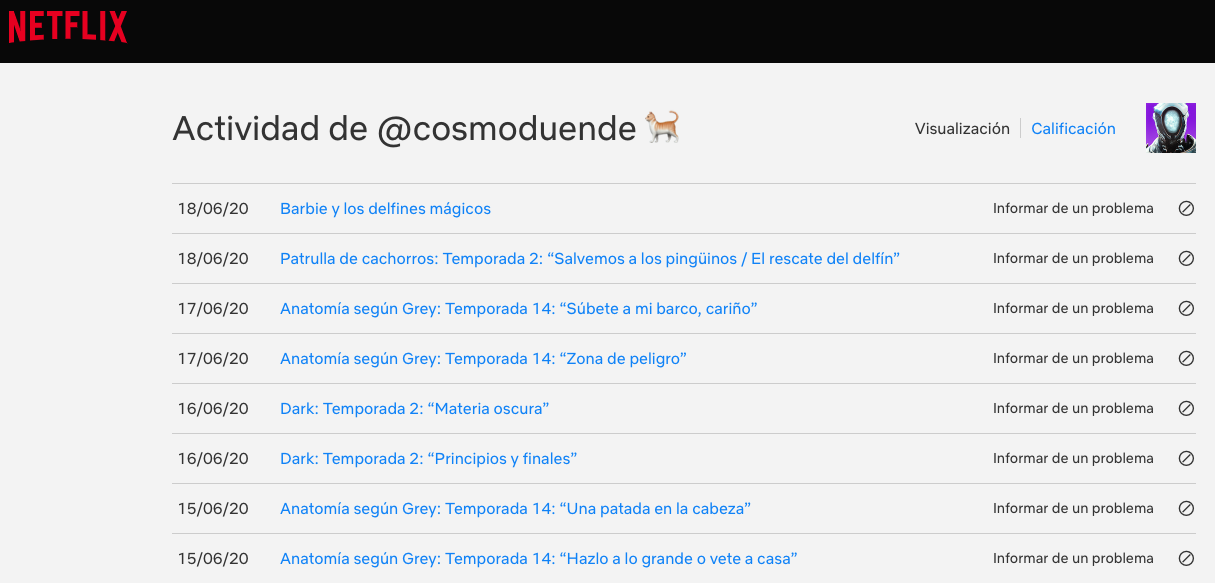 NETFLIX
Actividad de @cosmoduende 🐈
Visualización Calificación
18/06/20 Barbie y los delfines mágicos Informar de un problema
18/06/20 Patrulla de cachorros: Temporada 2: “Salvemos a los pingüinos / El rescate del delfín” Informar de un problema
17/06/20 Anatomía según Grey: Temporada 14: “Súbete a mi barco, cariño” Informar de un problema
17/06/20 Anatomía según Grey: Temporada 14: “Zona de peligro” Informar de un problema
16/06/20 Dark: Temporada 2: “Materia oscura” Informar de un problema
16/06/20 Dark: Temporada 2: “Principios y finales” Informar de un problema
15/06/20 Anatomía según Grey: Temporada 14: “Una patada en la cabeza” Informar de un problema
15/06/20 Anatomía según Grey: Temporada 14: “Hazlo a lo grande o vete a casa” Informar de un problema